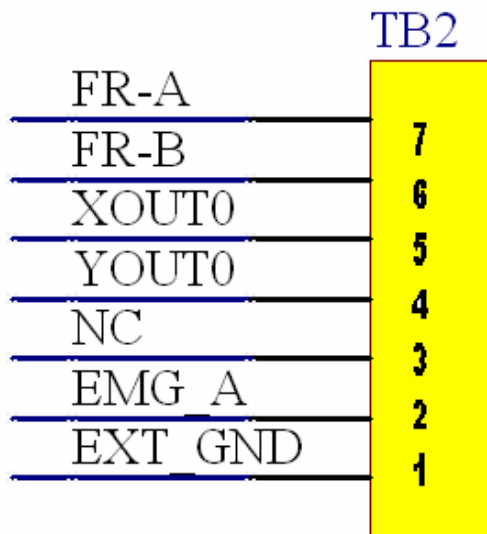 TB2
FR-A
7
FR-B
6
XOUT0
5
YOUT0
4
NC
3
EMG_A
2
EXT_GND
1